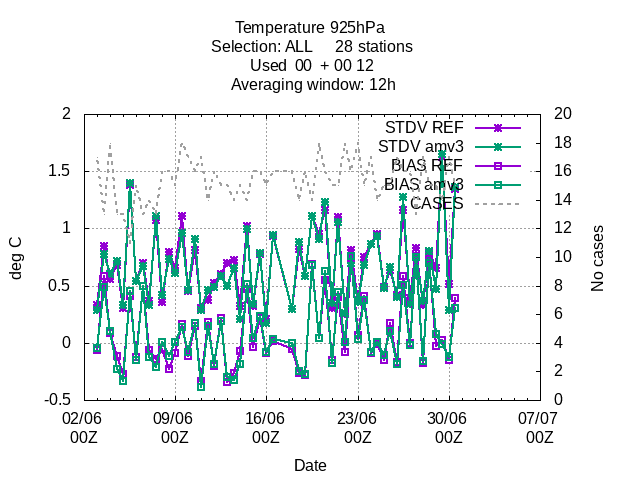 Temperature 925hPa
Selection: ALL 28 stations
Used 00 + 00 12
Averaging window: 12h
2 20
STDV REF 18
STDV amv3
1.5 BIAS REF 16
BIAS amv3 14
CASES
1 12
10
0.5 8
6
0 4
2
-0.5 0
deg C
No cases
02/06 09/06 16/06 23/06 30/06 07/07
00Z 00Z 00Z 00Z 00Z 00Z
Date